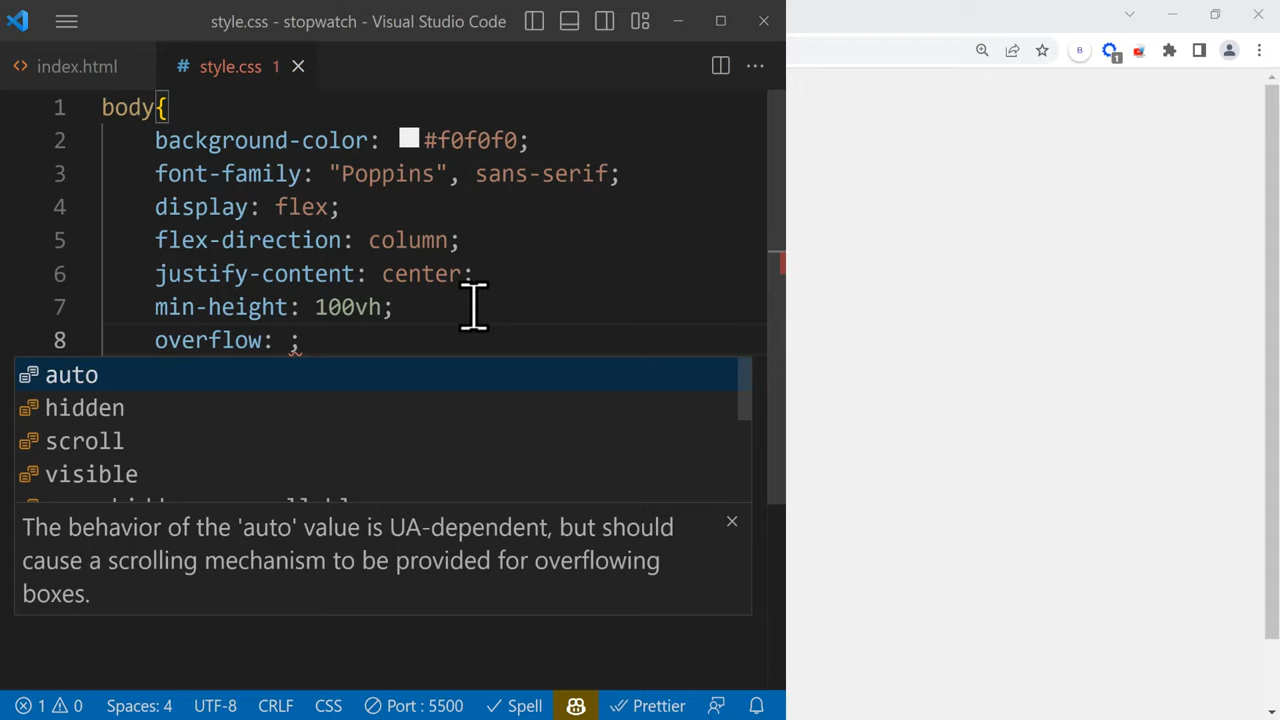 style.css - stopwatch - Visual Studio Code
index.html
# style.css 1
1 body{
2 background-color: #f0f0f0;
3 font-family: "Poppins", sans-serif;
4 display: flex;
5 flex-direction: column;
6 justify-content: center;
7 min-height: 100vh;
8 overflow: ;
auto
hidden
scroll
visible
The behavior of the 'auto' value is UA-dependent, but should
cause a scrolling mechanism to be provided for overflowing
boxes.
1 0 Spaces: 4 UTF-8 CRLF CSS Port : 5500 Spell Prettier
B
1